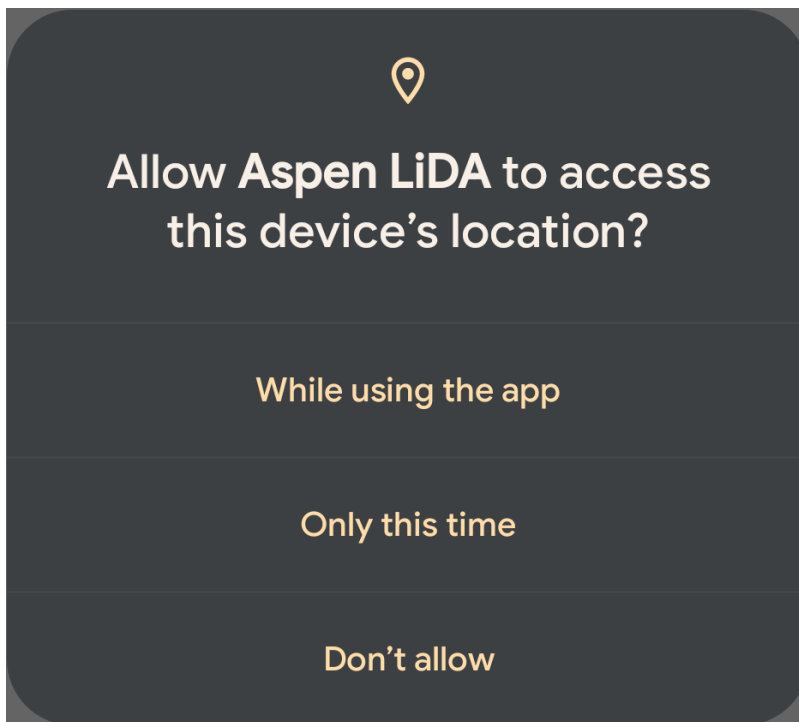 Allow Aspen LiDA to access
this device’s location?
While using the app
Only this time
Don’t allow